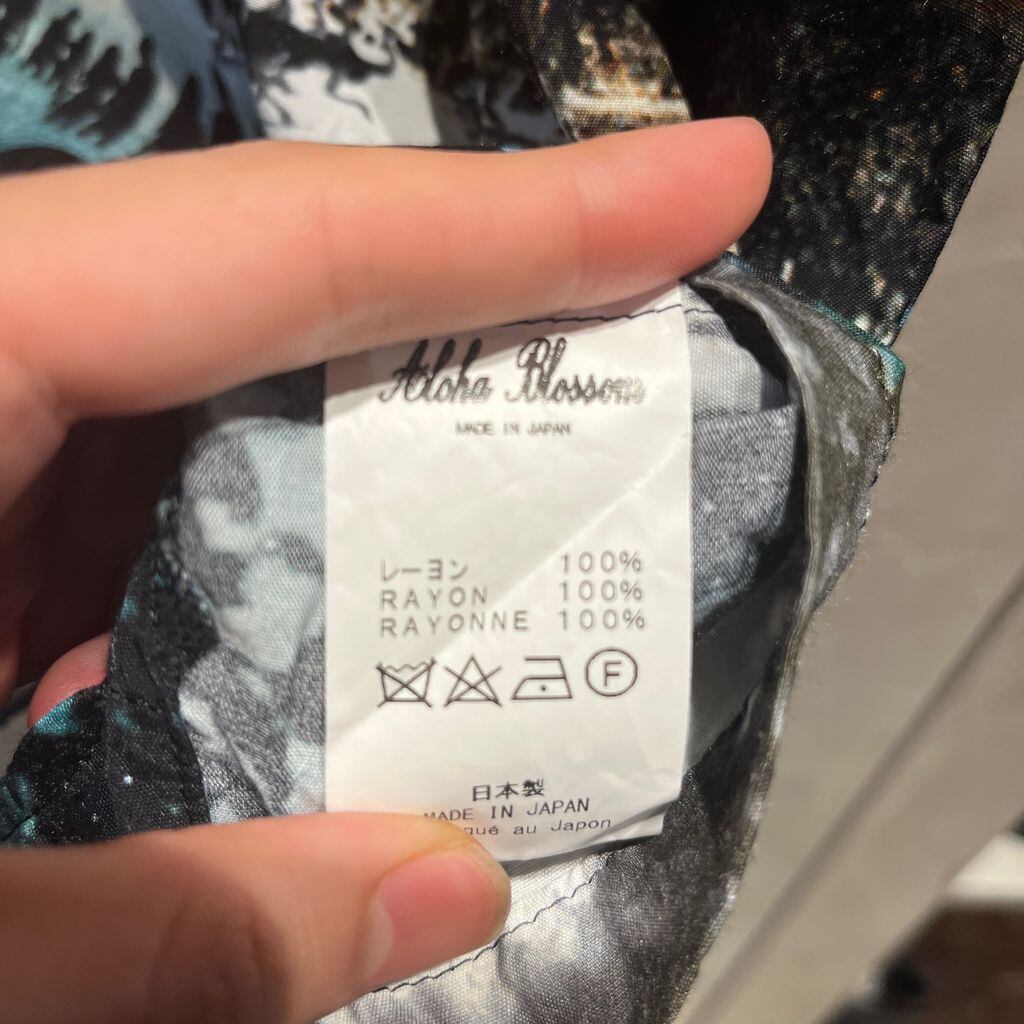 Aloha Blossom
MADE IN JAPAN
レーヨン 100%
RAYON 100%
RAYONNE 100%
F
日本製
MADE IN JAPAN
au Japon